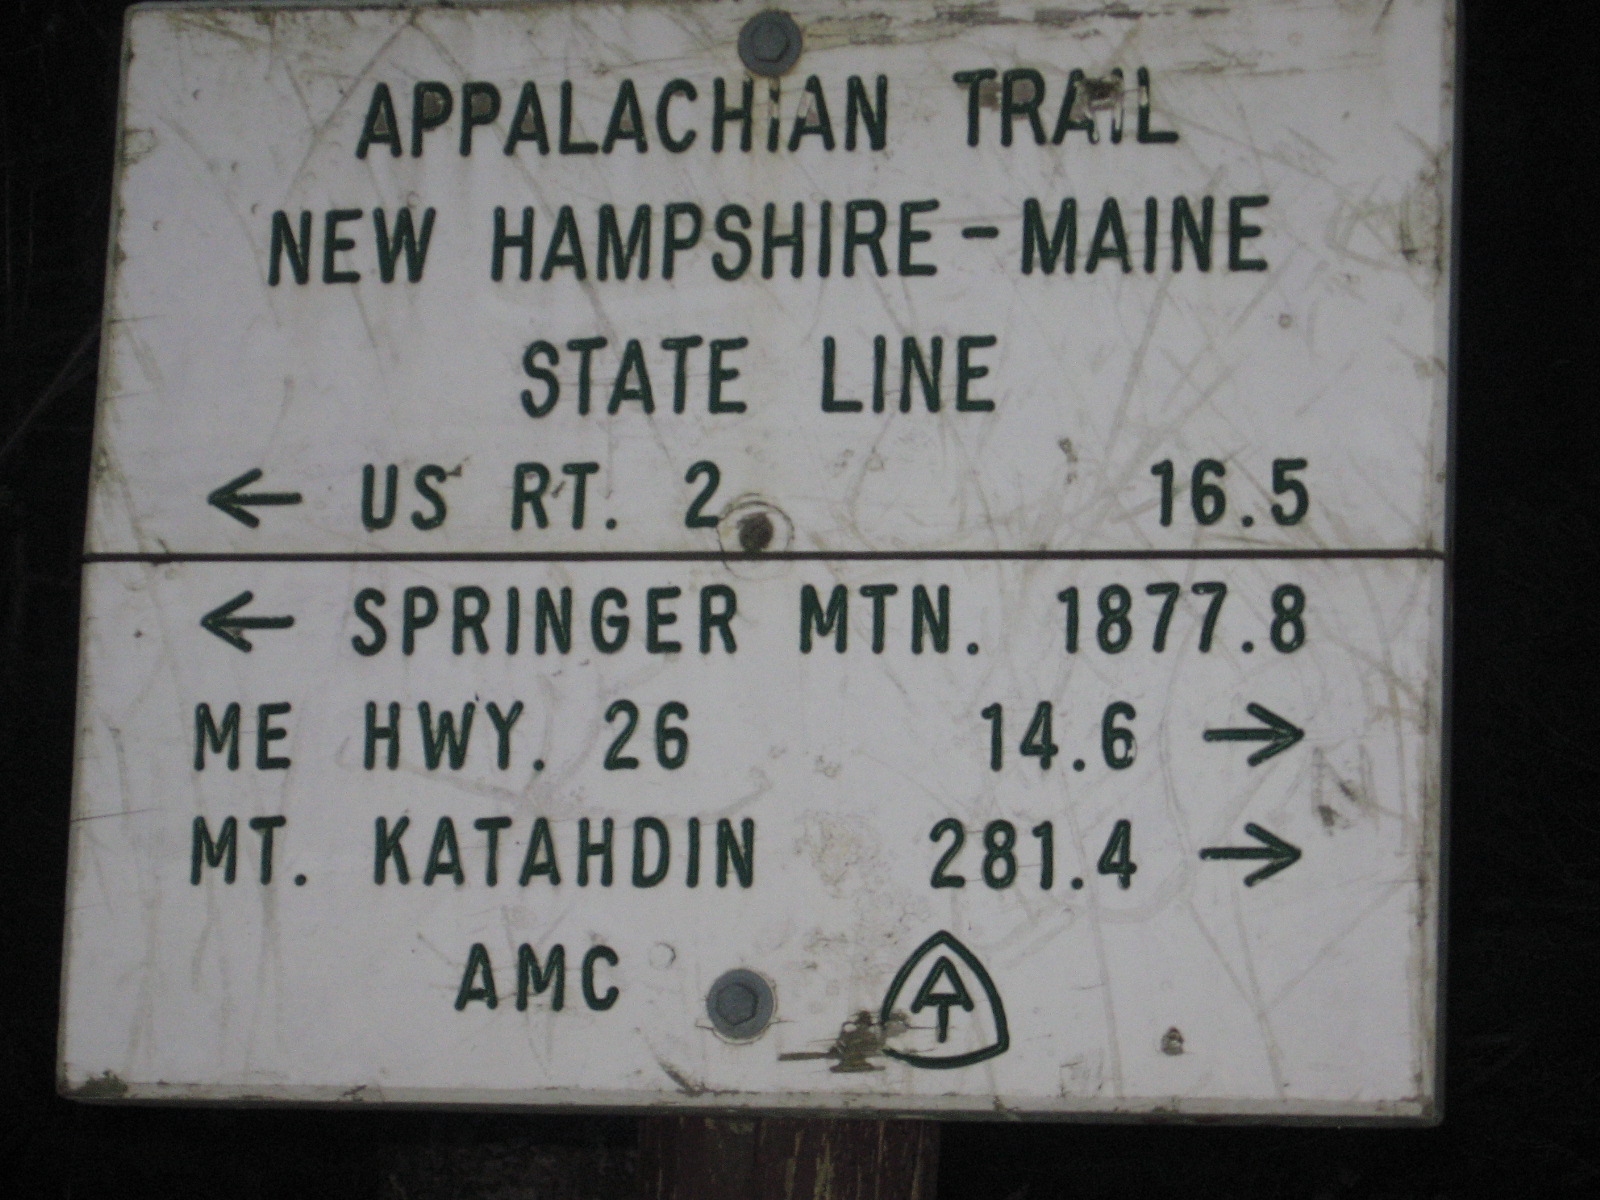 APPALACHIAN TRAIL
NEW HAMPSHIRE-MAINE
STATE LINE
← US RT. 2 16.5
← SPRINGER MTN. 1877.8
ME HWY. 26 14.6 →
MT. KATAHDIN 281.4 →
AMC AT